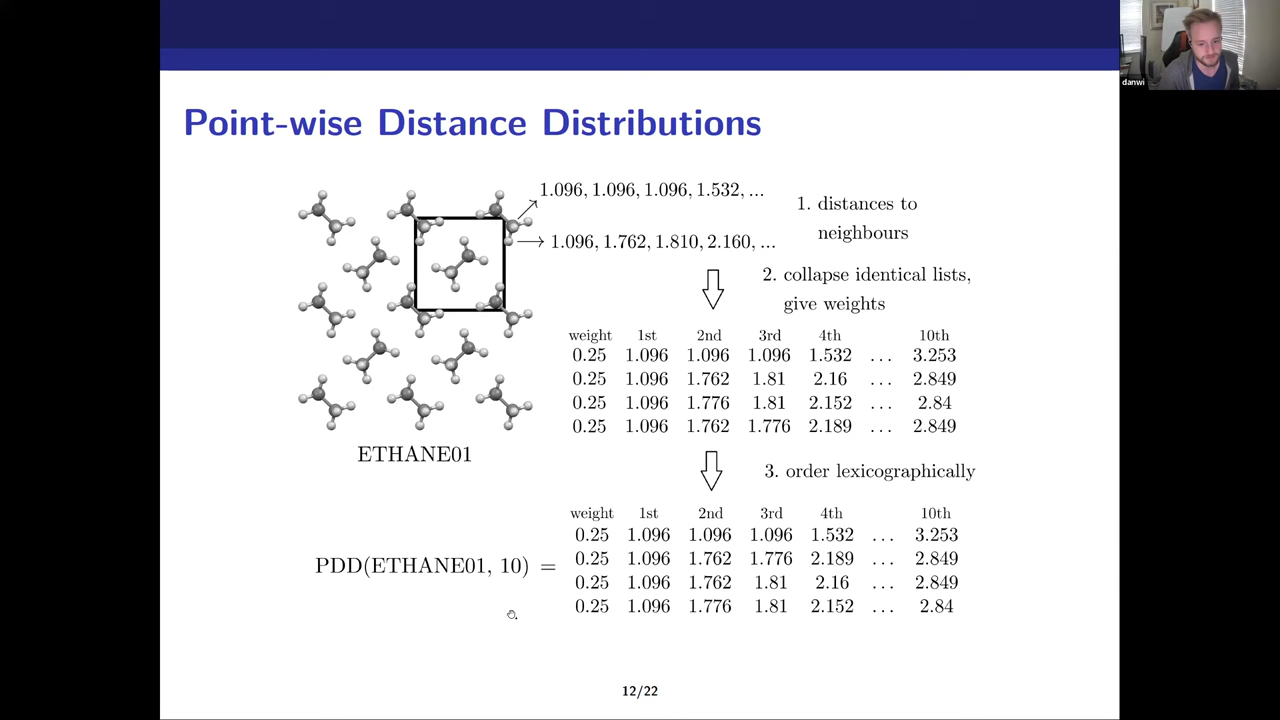 danwi
Point-wise Distance Distributions
1.096, 1.096, 1.096, 1.532, ...
1. distances to
neighbours
1.096, 1.762, 1.810, 2.160, ...
2. collapse identical lists,
give weights
weight 1st 2nd 3rd 4th 10th
0.25 1.096 1.096 1.096 1.532 ... 3.253
0.25 1.096 1.762 1.81 2.16 ... 2.849
0.25 1.096 1.776 1.81 2.152 ... 2.84
0.25 1.096 1.762 1.776 2.189 ... 2.849
ETHANE01
3. order lexicographically
weight 1st 2nd 3rd 4th 10th
0.25 1.096 1.096 1.096 1.532 ... 3.253
PDD(ETHANE01, 10) =
0.25 1.096 1.762 1.776 2.189 ... 2.849
0.25 1.096 1.762 1.81 2.16 ... 2.849
0.25 1.096 1.776 1.81 2.152 ... 2.84
12/22